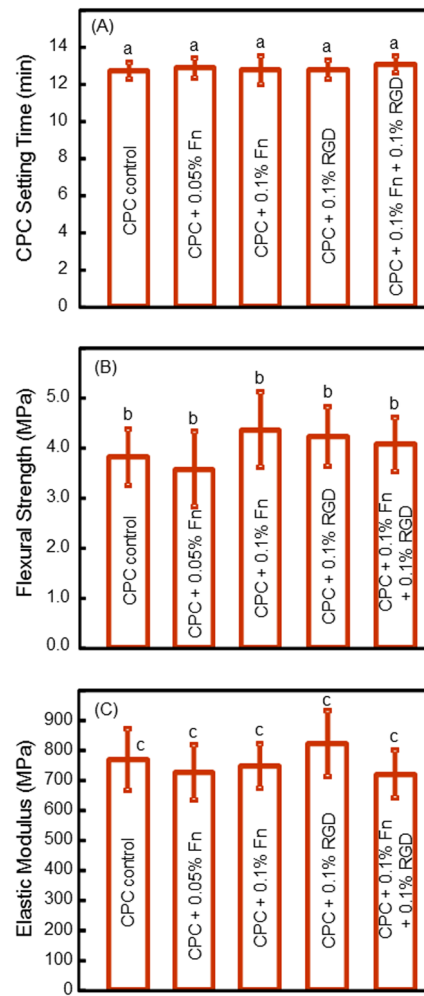 (A)
CPC Setting Time (min)
14
12
10
8
6
4
2
0
a
a
a
a
a
CPC control
CPC + 0.05% Fn
CPC + 0.1% Fn
CPC + 0.1% RGD
CPC + 0.1% Fn + 0.1% RGD
(B)
Flexural Strength (MPa)
5.0
4.0
3.0
2.0
1.0
0.0
b
b
b
b
b
CPC control
CPC + 0.05% Fn
CPC + 0.1% Fn
CPC + 0.1% RGD
CPC + 0.1% Fn
+ 0.1% RGD
(C)
Elastic Modulus (MPa)
900
800
700
600
500
400
300
200
100
0
c
c
c
c
c
CPC control
CPC + 0.05% Fn
CPC + 0.1% Fn
CPC + 0.1% RGD
CPC + 0.1% Fn
+ 0.1% RGD